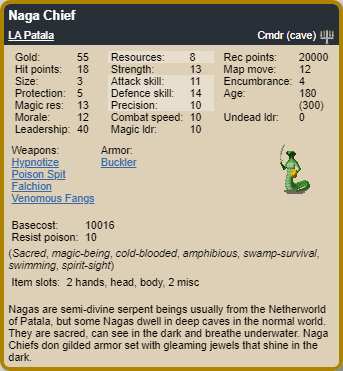 Naga Chief
LA Patala Cmdr (cave)
Gold: 55 Resources: 8 Rec points: 20000
Hit points: 18 Strength: 13 Map move: 12
Size: 3 Attack skill: 11 Encumbrance: 4
Protection: 5 Defence skill: 14 Age: 180
Magic res: 13 Precision: 10 (300)
Morale: 12 Combat speed: 10 Undead ldr: 0
Leadership: 40 Magic ldr: 10
Weapons: Armor:
Hypnotize Buckler
Poison Spit
Falchion
Venomous Fangs
Basecost: 10016
Resist poison: 10
(Sacred, magic-being, cold-blooded, amphibious, swamp-survival,
swimming, spirit-sight)
Item slots: 2 hands, head, body, 2 misc
Nagas are semi-divine serpent beings usually from the Netherworld
of Patala, but some Nagas dwell in deep caves in the normal world.
They are sacred, can see in the dark and breathe underwater. Naga
Chiefs don gilded armor set with gleaming jewels that shine in the
dark.